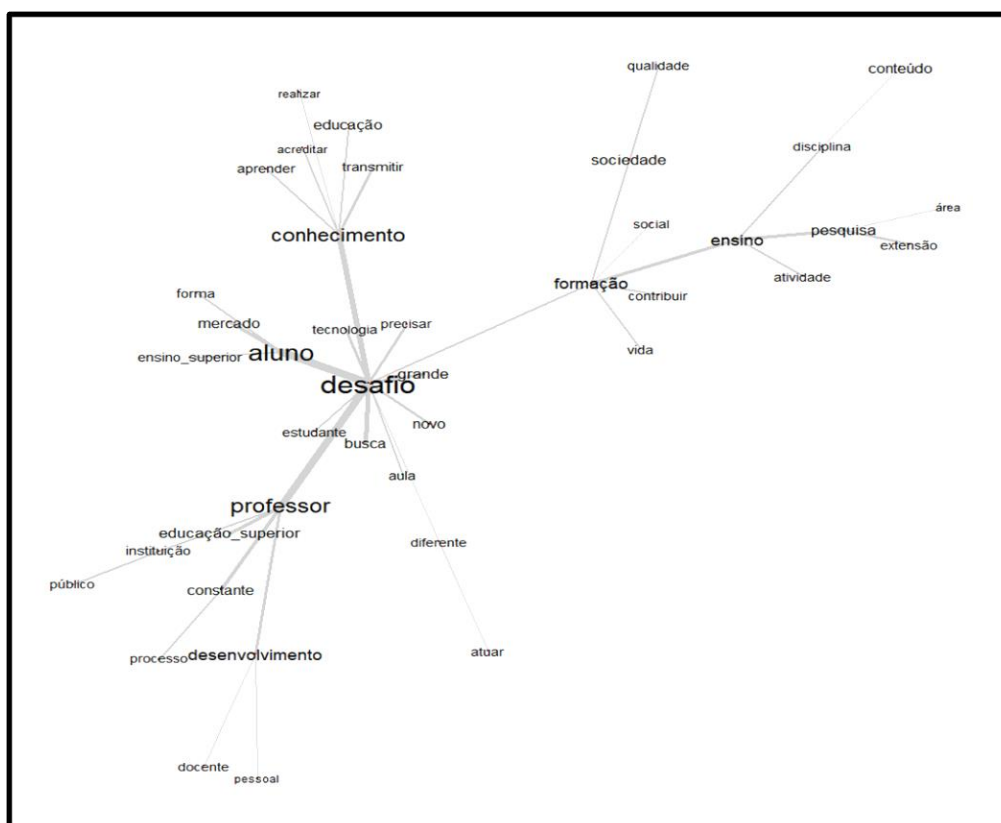 qualidade
conteúdo
realizar
educação
acreditar
disciplina
aprender
transmitir
sociedade
área
social
conhecimento
pesquisa
ensino
extensão
atividade
formação
contribuir
forma
mercado
tecnologia
precisar
vida
ensino_superior
aluno
grande
desafio
novo
estudante
busca
aula
professor
educação_superior
diferente
instituição
público
constante
atuar
processo
desenvolvimento
docente
pessoal